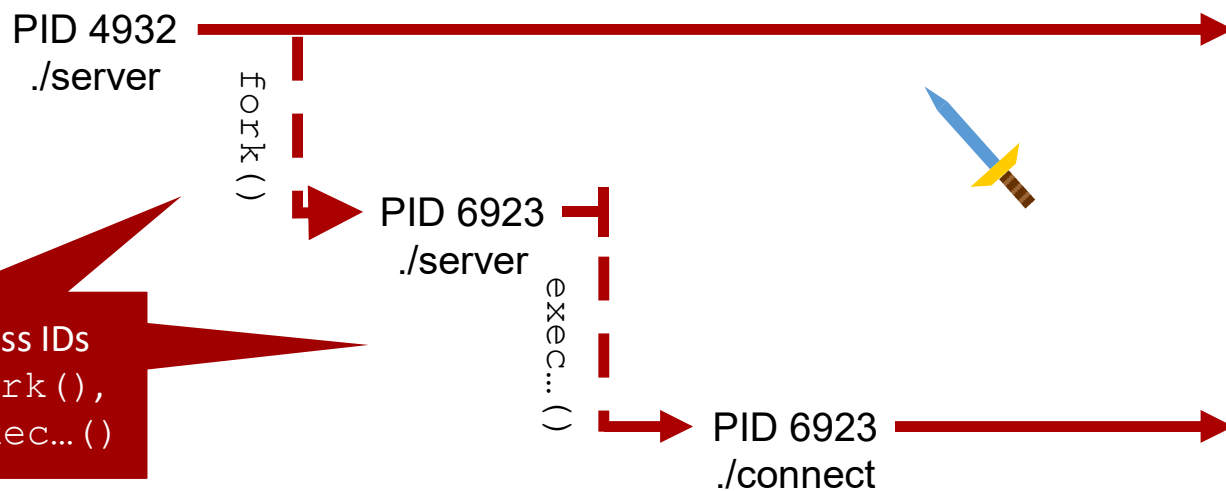 PID 4932
./server
fork()
PID 6923
./server
exec…()
ss IDs
rk(),
ec…()
PID 6923
./connect